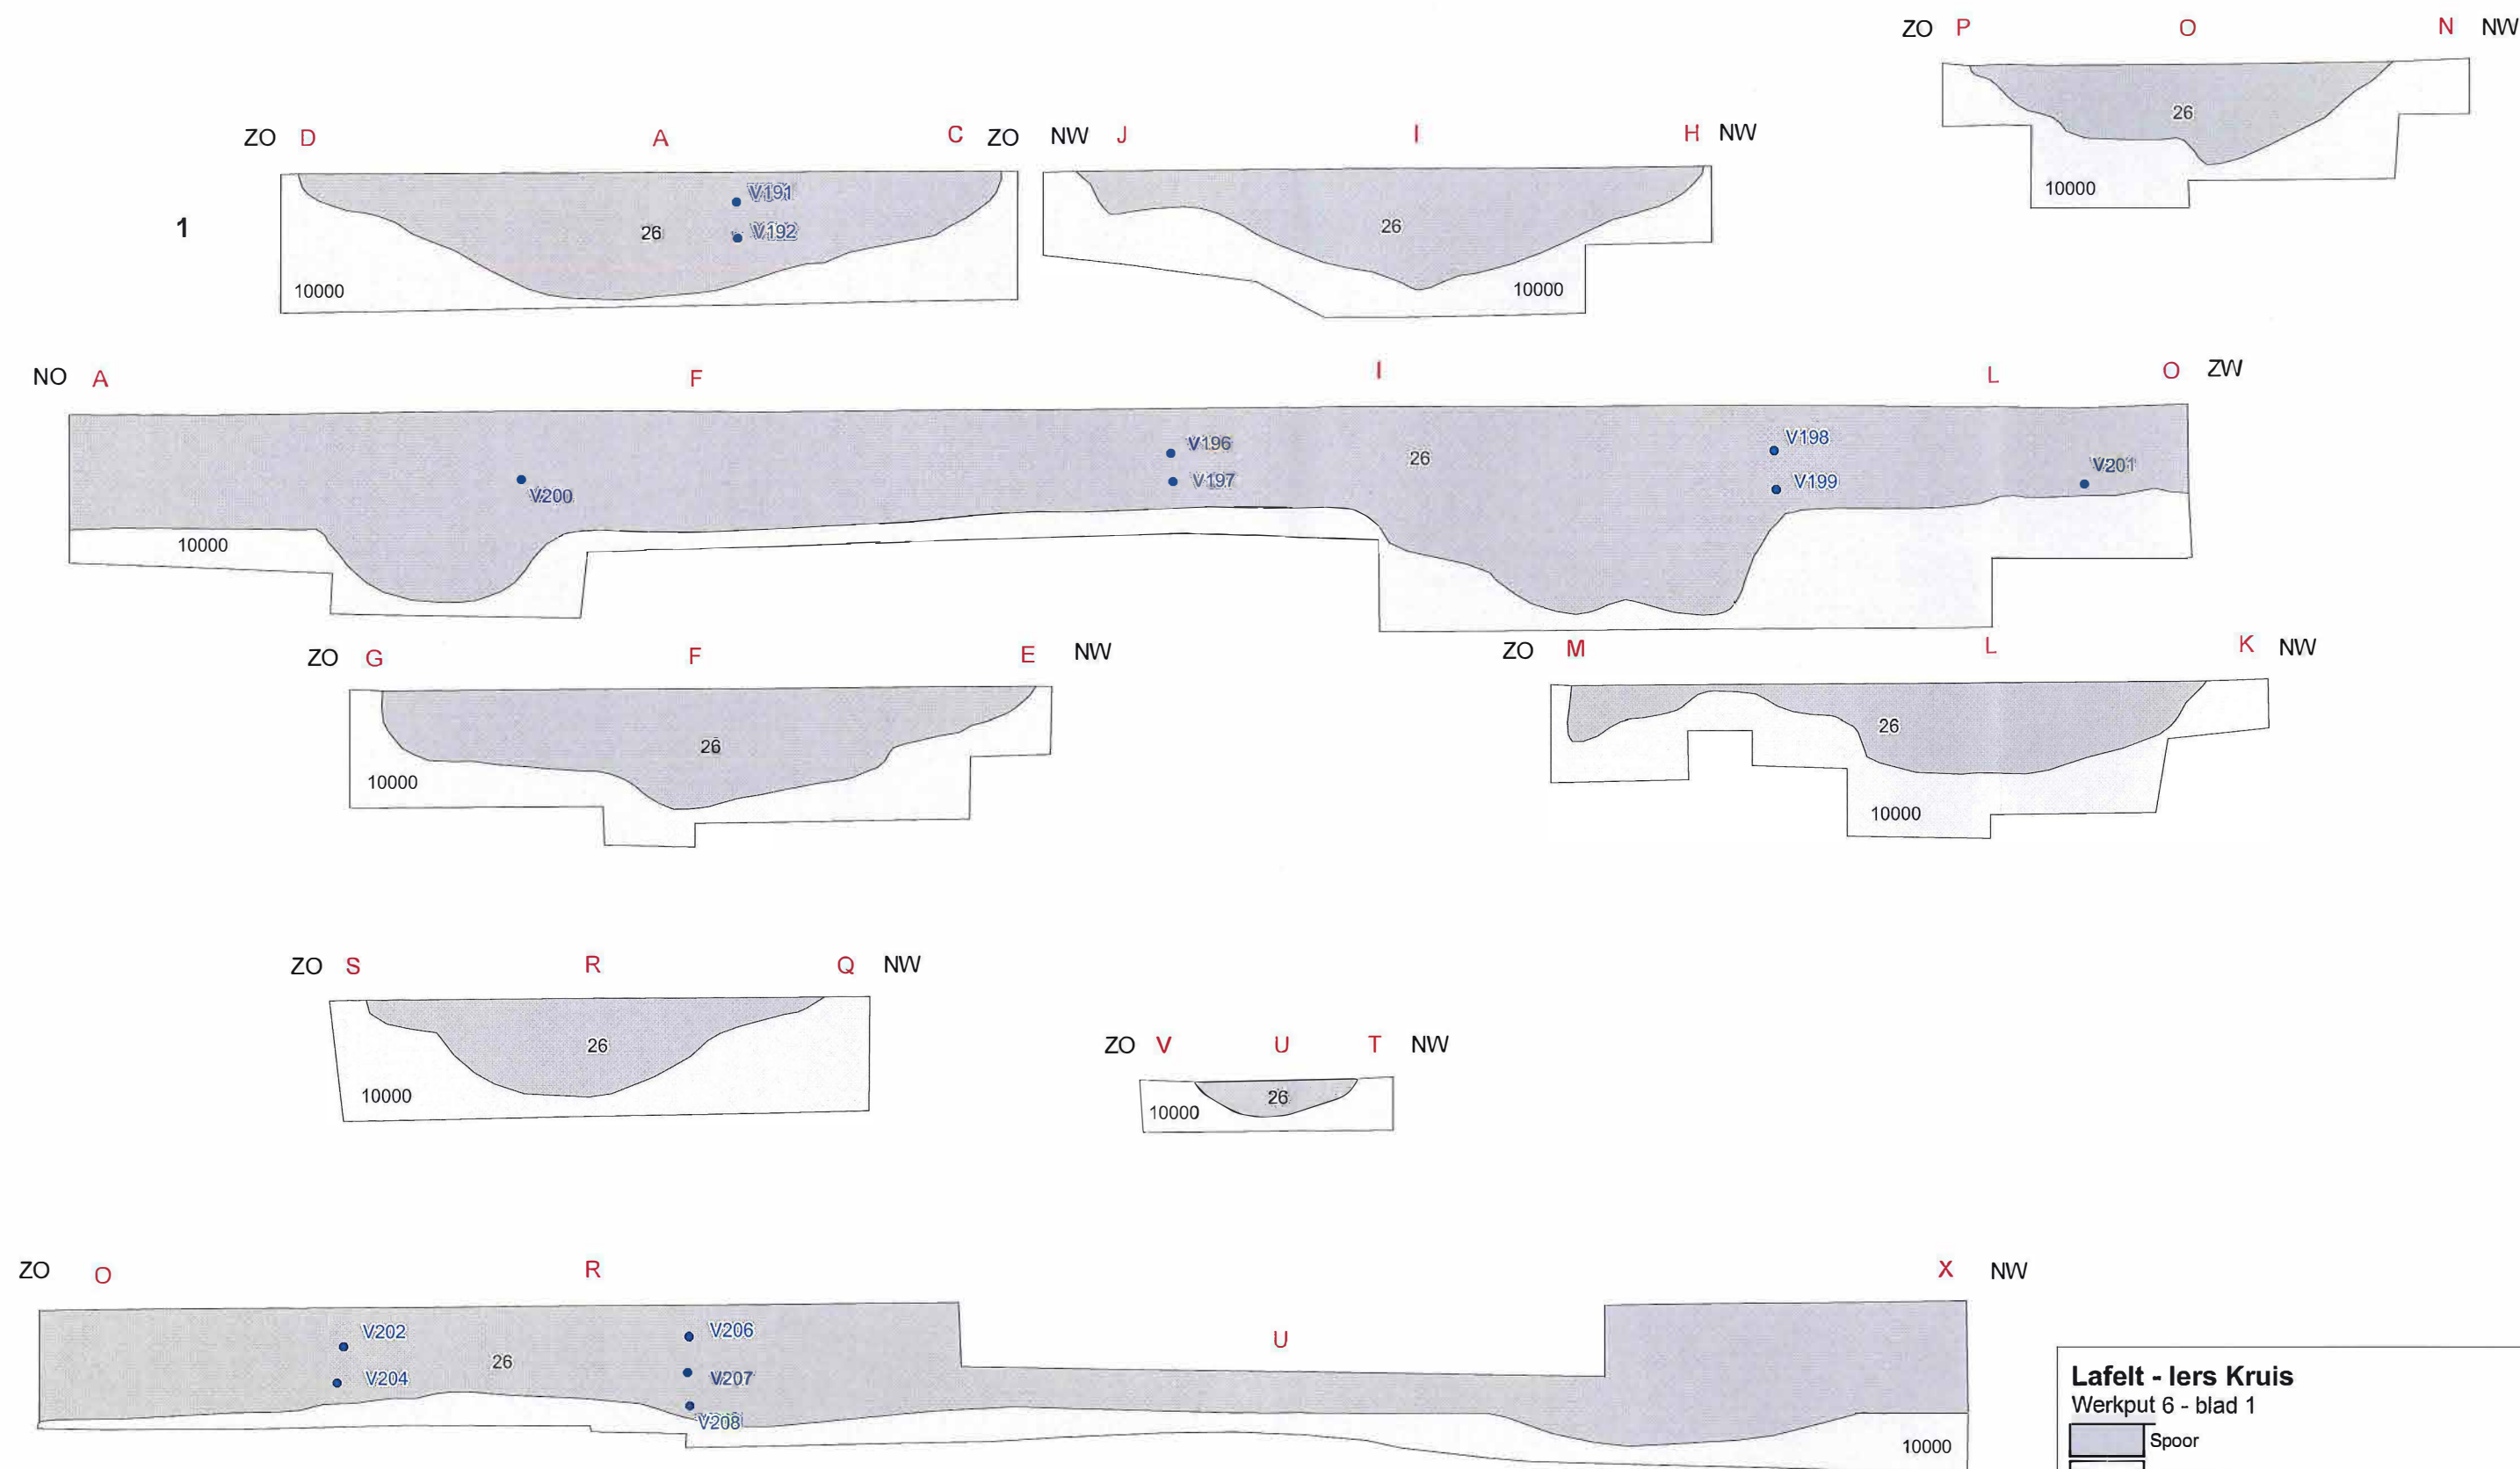 ZO P O N NW
26
10000
ZO D A C ZO
V191
V192
26
10000
1
NW J I H NW
26
10000
NO A F I L O ZW
V196
V198
26
V197
V199
V201
V200
10000
ZO G F E NW
26
10000
ZO M L K NW
26
10000
ZO S R Q NW
26
10000
ZO V U T NW
26
10000
ZO O R U X NW
V202
V206
26
V204
V207
V208
10000
Lafelt - Iers Kruis
Werkput 6 - blad 1
Spoor